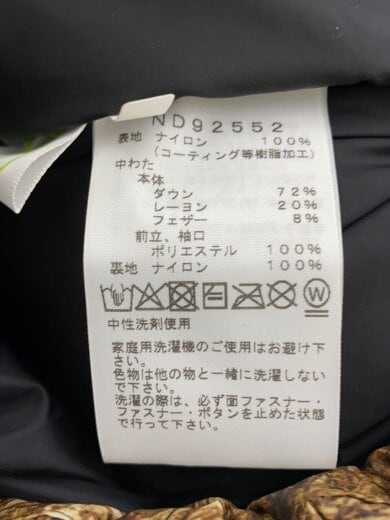 ND92552
表地 ナイロン 100%
(コーティング等樹脂加工)
中わた
本体
ダウン 72%
レーヨン 20%
フェザー 8%
前立、袖口
ポリエステル 100%
裏地 ナイロン 100%
W
中性洗剤使用
家庭用洗濯機のご使用はお避け下
さい。
色物は他の物と一緒に洗濯しない
で下さい。
洗濯の際は、必ず面ファスナー・
ファスナー・ボタンを止めた状態
で行って下さい。